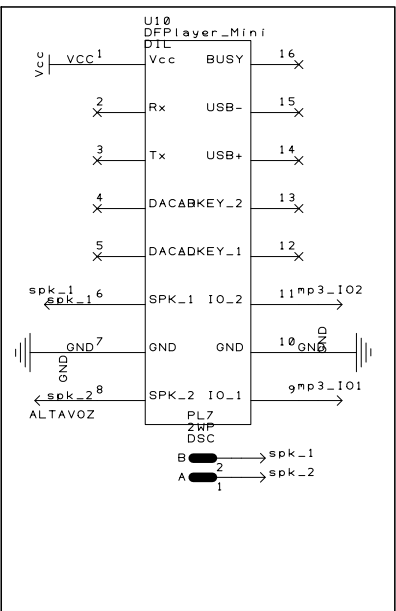 U10
DFPlayer_Mini
DIL
Vcc VCC 1 Vcc BUSY 16
2 Rx USB- 15
3 Tx USB+ 14
4 DACAD KEY_2 13
5 DACAD KEY_1 12
spk_1 spk_1 6 SPK_1 IO_2 11 mp3_IO2
GND GND 7 GND GND 10 GND GND
spk_2 8 SPK_2 IO_1 9 mp3_IO1
ALTAVOZ
PL7
2WP
DSC
B 2 spk_1
A 1 spk_2